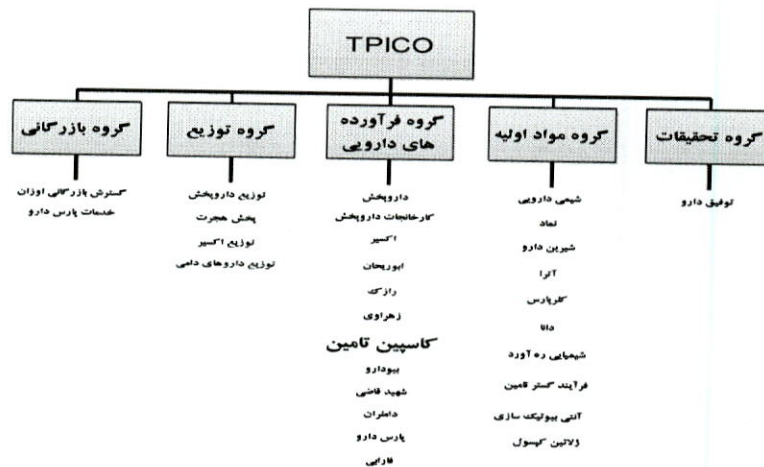 TPICO
گروه تحقیقات
توفیق دارو
گروه مواد اولیه
شیمی دارویی
نماد
شیرین دارو
آترا
کلرپارس
دانا
شیمیایی ره آورد
فرآیند گستر تامین
آنتی بیوتیک سازی
ژلاتین کپسول
گروه فرآورده
های دارویی
داروپخش
کارخانجات داروپخش
اکسیر
ابوریحان
رازک
زهراوی
کاسپین تامین
بیودارو
شهید قاضی
داملران
پارس دارو
فارابی
گروه توزیع
توزیع داروپخش
پخش هجرت
توزیع اکسیر
توزیع داروهای دامی
گروه بازرگانی
گسترش بازرگانی اوزان
خدمات پارس دارو